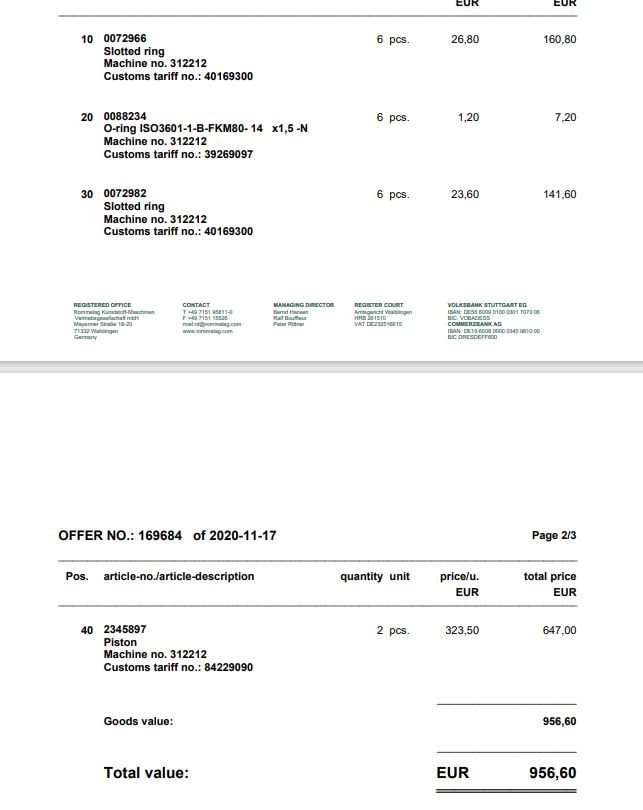 EUR EUR
10 0072966 6 pcs. 26,80 160,80
Slotted ring
Machine no. 312212
Customs tariff no.: 40169300
20 0088234 6 pcs. 1,20 7,20
O-ring ISO3601-1-B-FKM80- 14 x1,5 -N
Machine no. 312212
Customs tariff no.: 39269097
30 0072982 6 pcs. 23,60 141,60
Slotted ring
Machine no. 312212
Customs tariff no.: 40169300
REGISTERED OFFICE
Rommelag Kunststoff-Maschinen
Vertriebsgesellschaft mbH
Mayenner Straße 18-20
71332 Waiblingen
Germany
CONTACT
T +49 7151 95811-0
F +49 7151 15526
mail.rd@rommelag.com
www.rommelag.com
MANAGING DIRECTOR
Bernd Hansen
Ralf Bouffleur
Peter Rittner
REGISTER COURT
Amtsgericht Waiblingen
HRB 261510
VAT DE232516615
VOLKSBANK STUTTGART EG
IBAN: DE56 6009 0100 0301 7070 06
BIC: VOBADESS
COMMERZBANK AG
IBAN: DE19 6008 0000 0345 9810 00
BIC DRESDEFF600
OFFER NO.: 169684 of 2020-11-17 Page 2/3
Pos. article-no./article-description quantity unit price/u. total price
EUR EUR
40 2345897 2 pcs. 323,50 647,00
Piston
Machine no. 312212
Customs tariff no.: 84229090
Goods value: 956,60
Total value: EUR 956,60